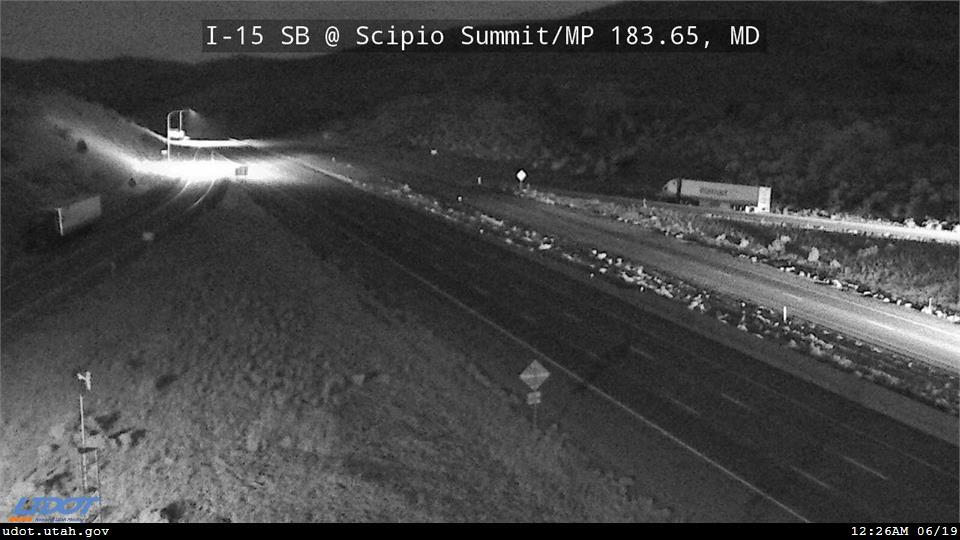 I-15 SB @ Scipio Summit/MP 183.65, MD
Walmart
UDOT
udot.utah.gov
12:26AM 06/19